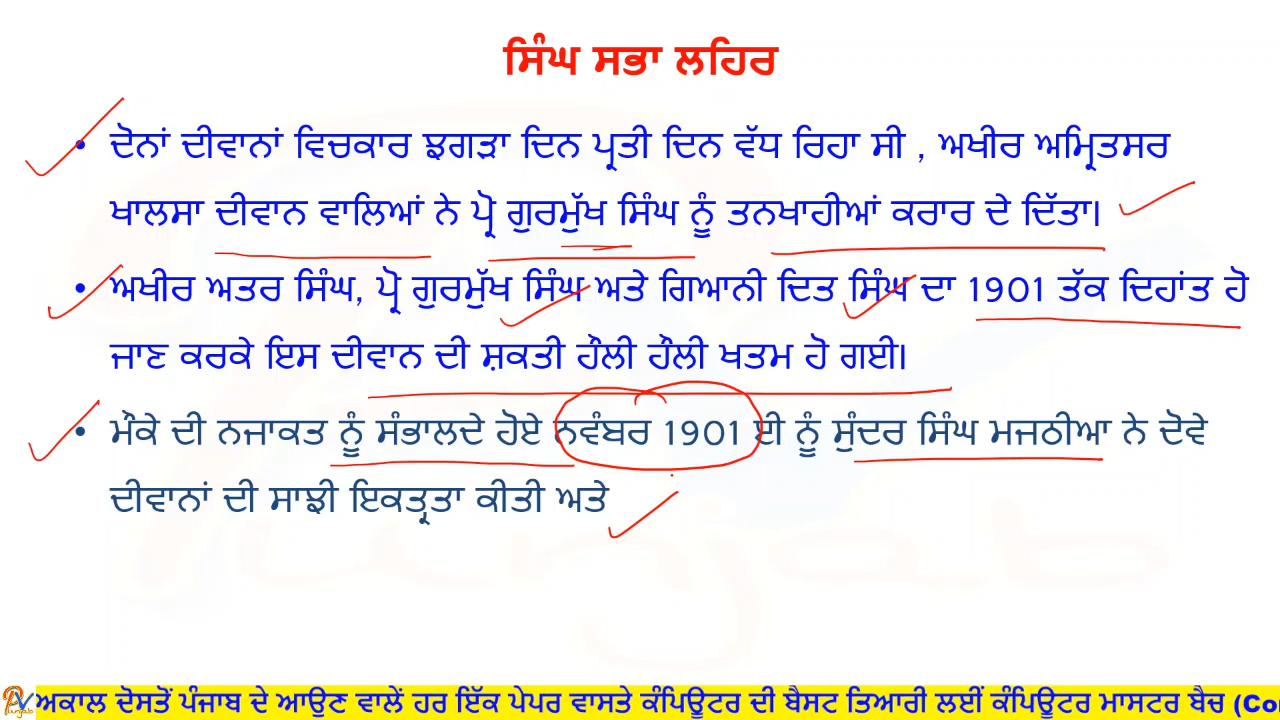 ਸਿੰਘ ਸਭਾ ਲਹਿਰ
• ਦੋਨਾਂ ਦੀਵਾਨਾਂ ਵਿਚਕਾਰ ਝਗੜਾ ਦਿਨ ਪ੍ਰਤੀ ਦਿਨ ਵੱਧ ਰਿਹਾ ਸੀ , ਅਖੀਰ ਅਮ੍ਰਿਤਸਰ
ਖਾਲਸਾ ਦੀਵਾਨ ਵਾਲਿਆਂ ਨੇ ਪ੍ਰੋ ਗੁਰਮੁੱਖ ਸਿੰਘ ਨੂੰ ਤਨਖਾਹੀਆਂ ਕਰਾਰ ਦੇ ਦਿੱਤਾ।
• ਅਖੀਰ ਅਤਰ ਸਿੰਘ, ਪ੍ਰੋ ਗੁਰਮੁੱਖ ਸਿੰਘ ਅਤੇ ਗਿਆਨੀ ਦਿਤ ਸਿੰਘ ਦਾ 1901 ਤੱਕ ਦਿਹਾਂਤ ਹੋ
ਜਾਣ ਕਰਕੇ ਇਸ ਦੀਵਾਨ ਦੀ ਸ਼ਕਤੀ ਹੌਲੀ ਹੌਲੀ ਖਤਮ ਹੋ ਗਈ।
• ਮੌਕੇ ਦੀ ਨਜਾਕਤ ਨੂੰ ਸੰਭਾਲਦੇ ਹੋਏ ਨਵੰਬਰ 1901 ਈ ਨੂੰ ਸੁੰਦਰ ਸਿੰਘ ਮਜਠੀਆ ਨੇ ਦੋਵੇ
ਦੀਵਾਨਾਂ ਦੀ ਸਾਝੀ ਇਕਤ੍ਰਤਾ ਕੀਤੀ ਅਤੇ
ਅਕਾਲ ਦੋਸਤੋਂ ਪੰਜਾਬ ਦੇ ਆਉਣ ਵਾਲੇਂ ਹਰ ਇੱਕ ਪੇਪਰ ਵਾਸਤੇ ਕੰਪਿਊਟਰ ਦੀ ਬੈਸਟ ਤਿਆਰੀ ਲਈਂ ਕੰਪਿਊਟਰ ਮਾਸਟਰ ਬੈਚ (Co